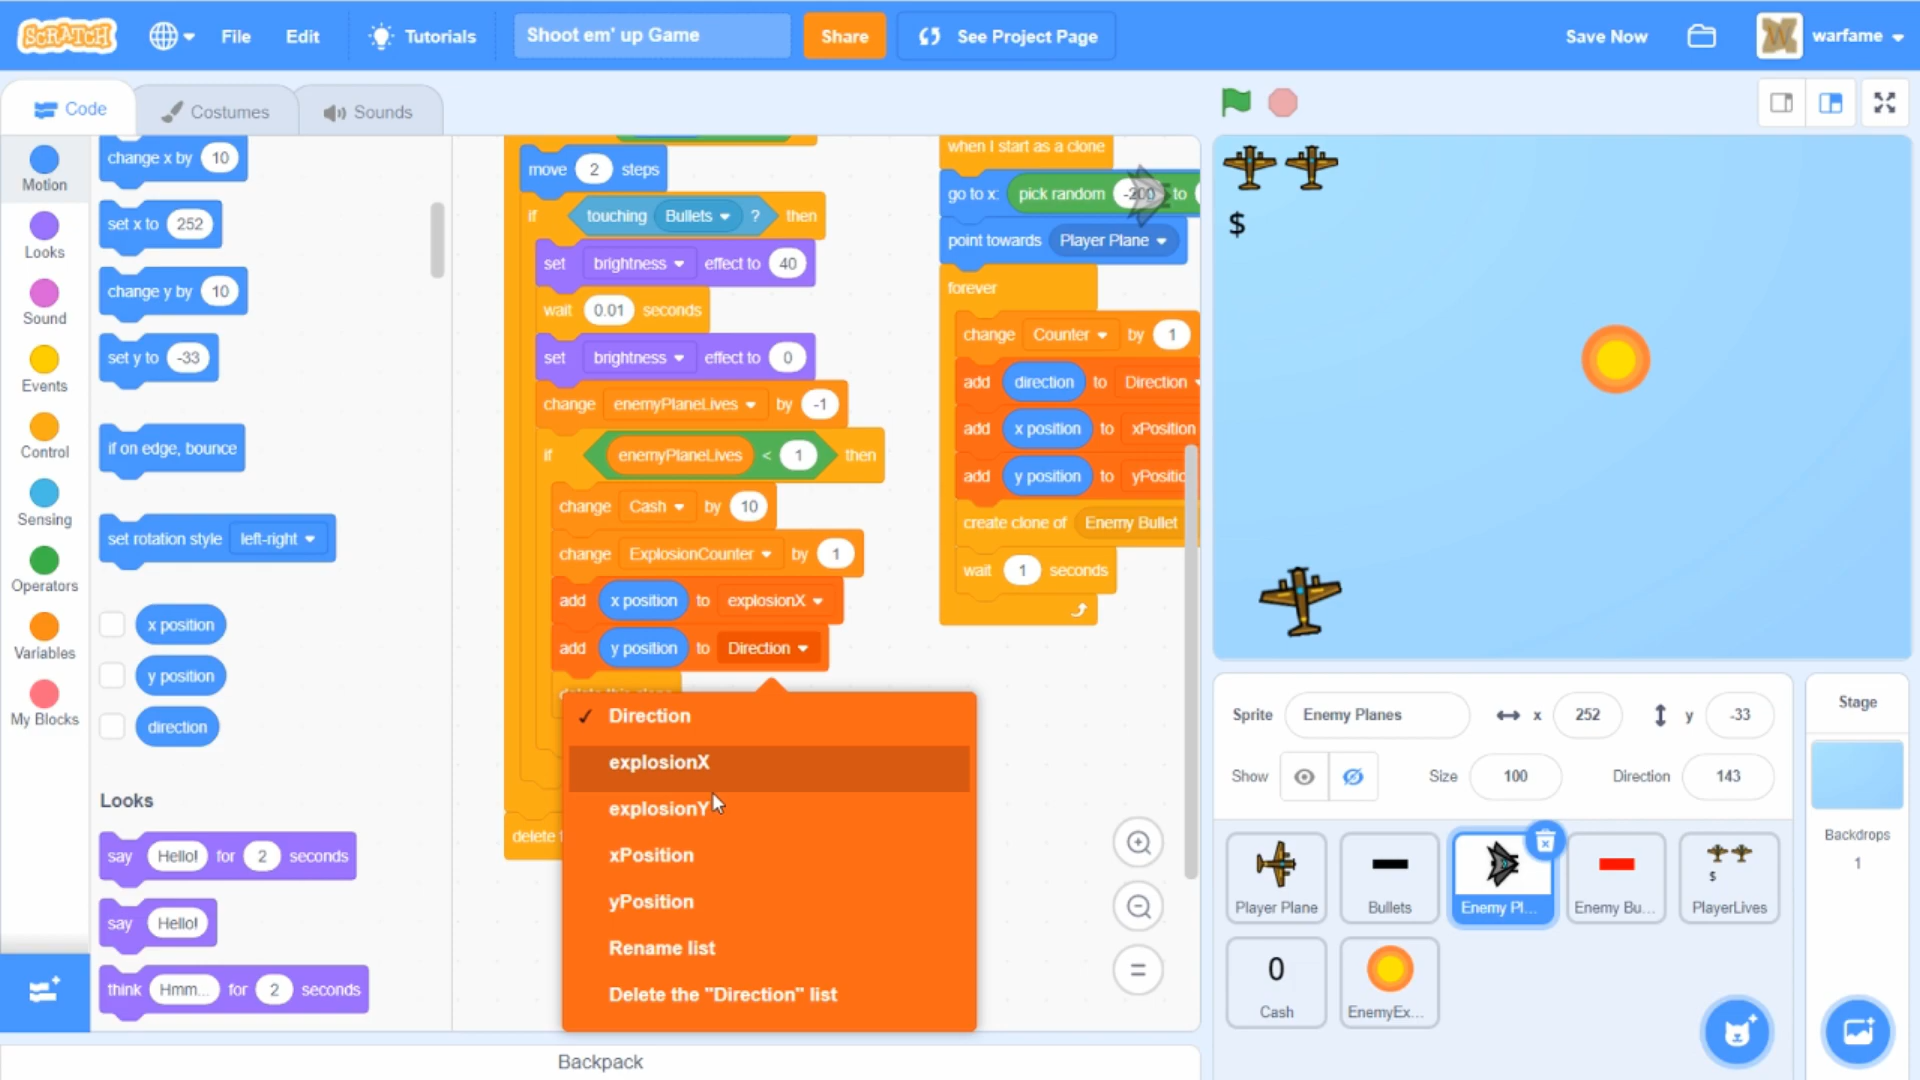 SCRATCH File Edit Tutorials Shoot em' up Game Share See Project Page Save Now warfame
Code Costumes Sounds
Motion
Looks
Sound
Events
Control
Sensing
Operators
Variables
My Blocks
change x by 10
set x to 252
change y by 10
set y to -33
if on edge, bounce
set rotation style left-right
x position
y position
direction
Looks
say Hello! for 2 seconds
say Hello!
think Hmm... for 2 seconds
move 2 steps
if touching Bullets ? then
set brightness effect to 40
wait 0.01 seconds
set brightness effect to 0
change enemyPlaneLives by -1
if enemyPlaneLives < 1 then
change Cash by 10
change ExplosionCounter by 1
add x position to explosionX
add y position to Direction
delete this clone
delete t
✓ Direction
explosionX
explosionY
xPosition
yPosition
Rename list
Delete the "Direction" list
when I start as a clone
go to x: pick random -200 to
point towards Player Plane
forever
change Counter by 1
add direction to Direction
add x position to xPosition
add y position to yPositio
create clone of Enemy Bullet
wait 1 seconds
Backpack
$
Sprite Enemy Planes x 252 y -33
Show Size 100 Direction 143
Player Plane
Bullets
Enemy Pl...
Enemy Bu...
$
PlayerLives
0
Cash
EnemyEx...
Stage
Backdrops
1